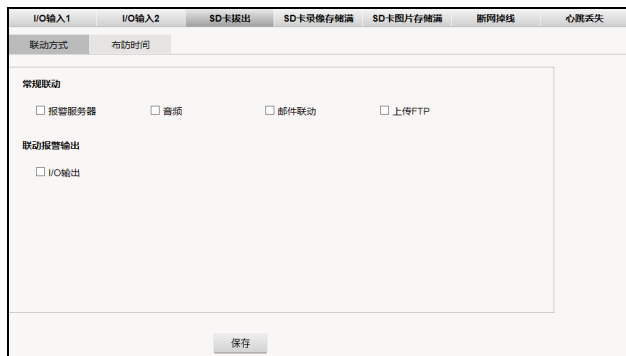 I/O输入1 I/O输入2 SD卡拔出 SD卡录像存储满 SD卡图片存储满 断网掉线 心跳丢失
联动方式 布防时间
常规联动
报警服务器 音频 邮件联动 上传FTP
联动报警输出
I/O输出
保存